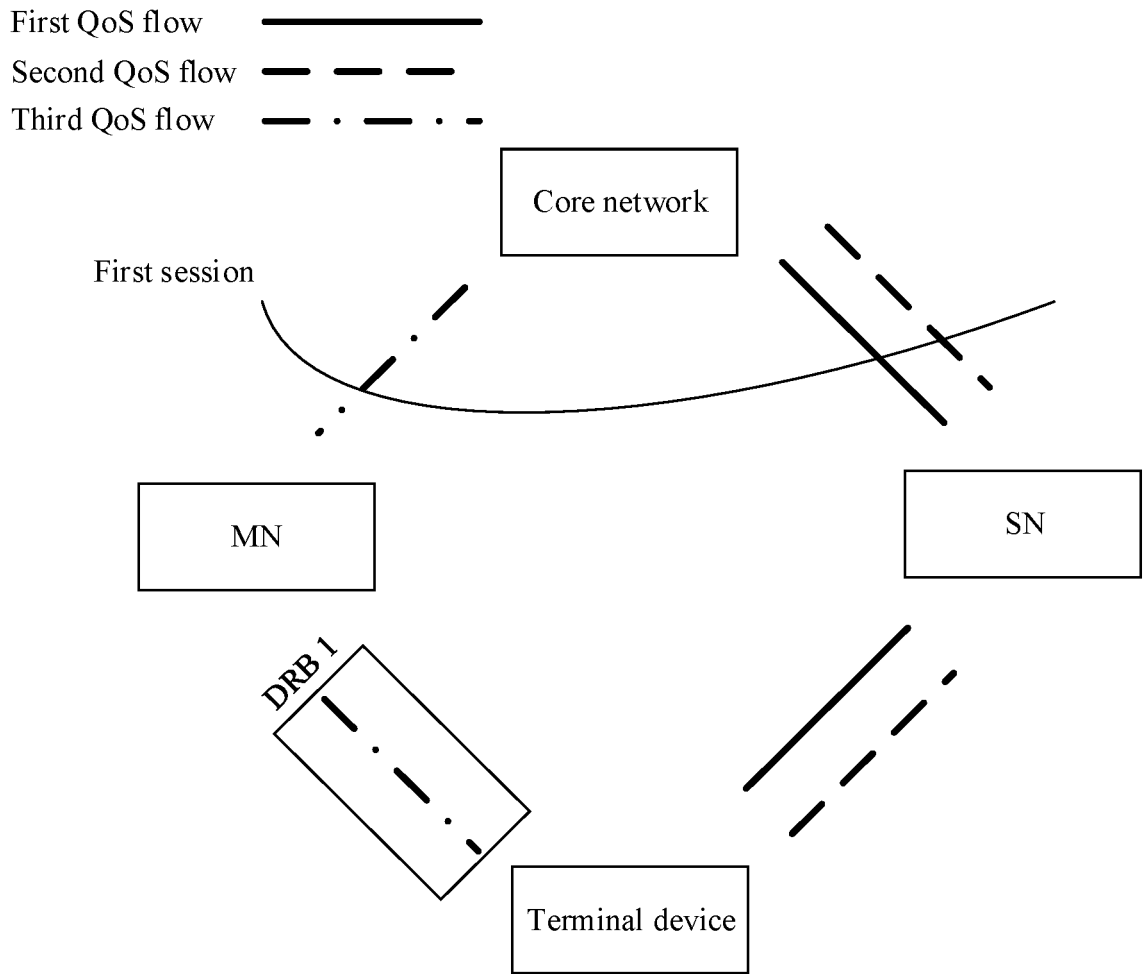 First QoS flow
Second QoS flow
Third QoS flow
Core network
First session
MN
SN
DRB 1
Terminal device